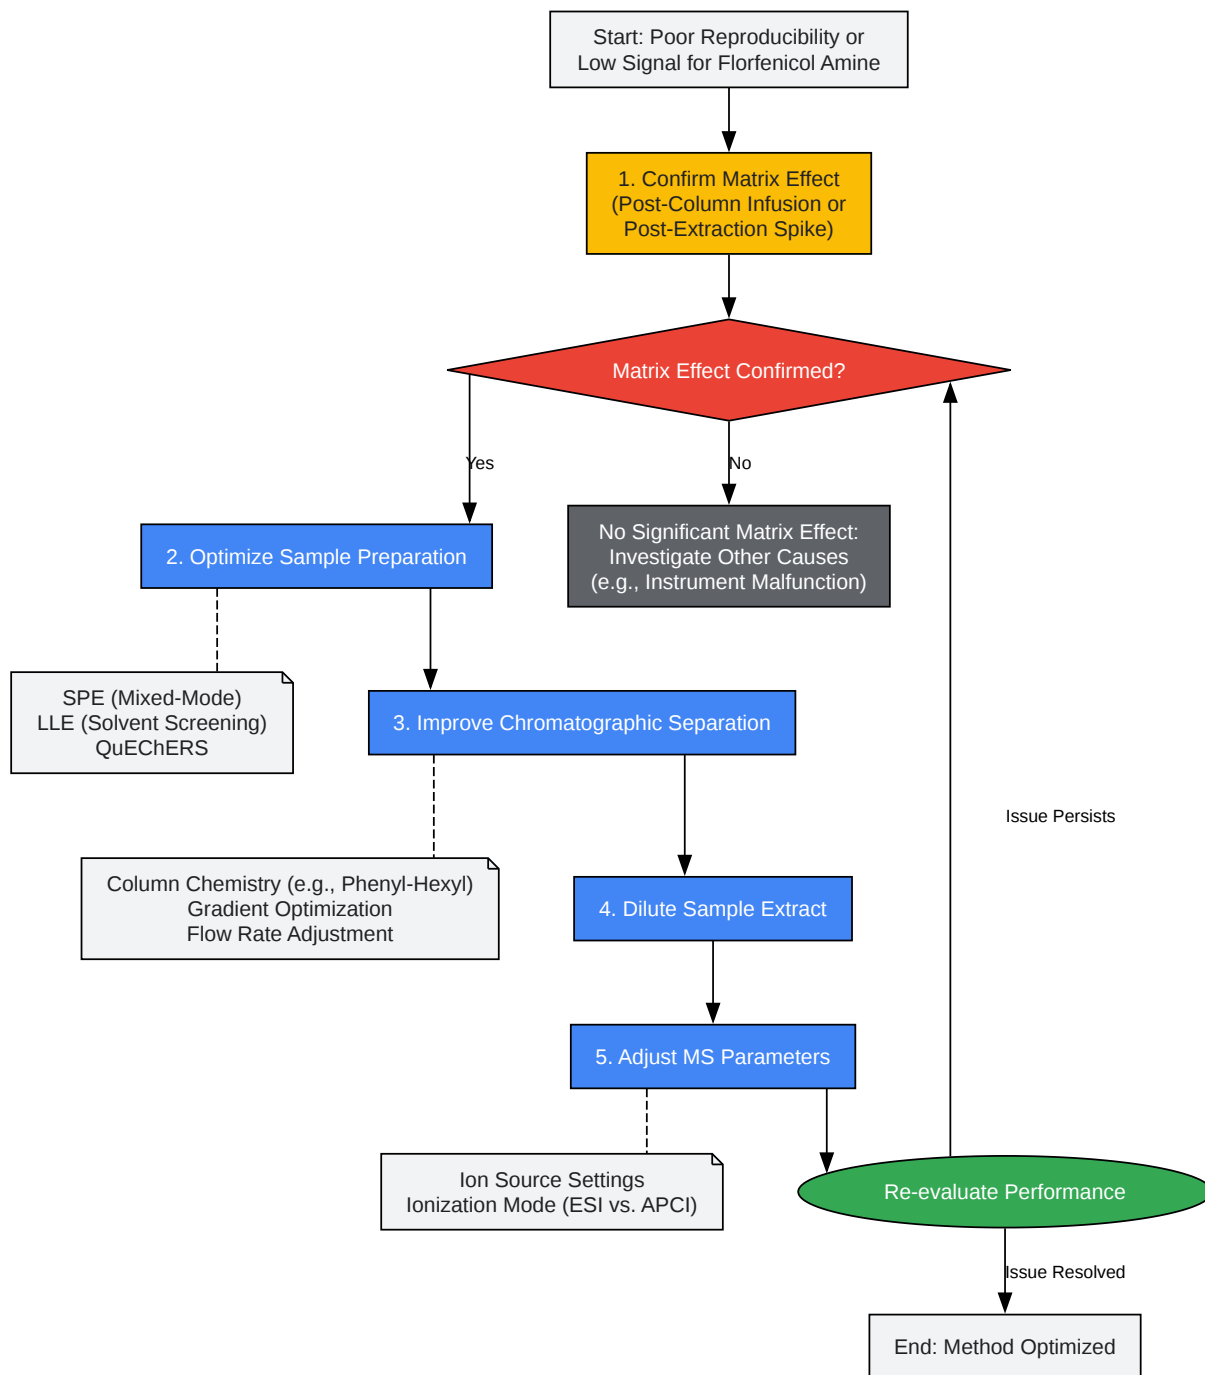 Start: Poor Reproducibility or
Low Signal for Florfenicol Amine
1. Confirm Matrix Effect
(Post-Column Infusion or
Post-Extraction Spike)
Matrix Effect Confirmed?
Yes
No
No Significant Matrix Effect:
Investigate Other Causes
(e.g., Instrument Malfunction)
2. Optimize Sample Preparation
SPE (Mixed-Mode)
LLE (Solvent Screening)
QuEChERS
3. Improve Chromatographic Separation
Issue Persists
Column Chemistry (e.g., Phenyl-Hexyl)
Gradient Optimization
Flow Rate Adjustment
4. Dilute Sample Extract
5. Adjust MS Parameters
Ion Source Settings
Ionization Mode (ESI vs. APCI)
Re-evaluate Performance
Issue Resolved
End: Method Optimized